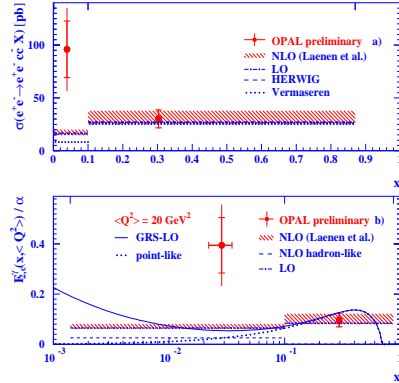 σ(e⁺e⁻→e⁺e⁻ cc̄ X) [pb]
100
50
0
OPAL preliminary a)
NLO (Laenen et al.)
LO
HERWIG
Vermaseren
0 0.1 0.2 0.3 0.4 0.5 0.6 0.7 0.8 0.9 1
x
(x,< Q²>) / α
0.4
0.2
0
<Q²> = 20 GeV²
GRS-LO
point-like
OPAL preliminary b)
NLO (Laenen et al.)
NLO hadron-like
LO
10⁻³ 10⁻² 10⁻¹ 1
x